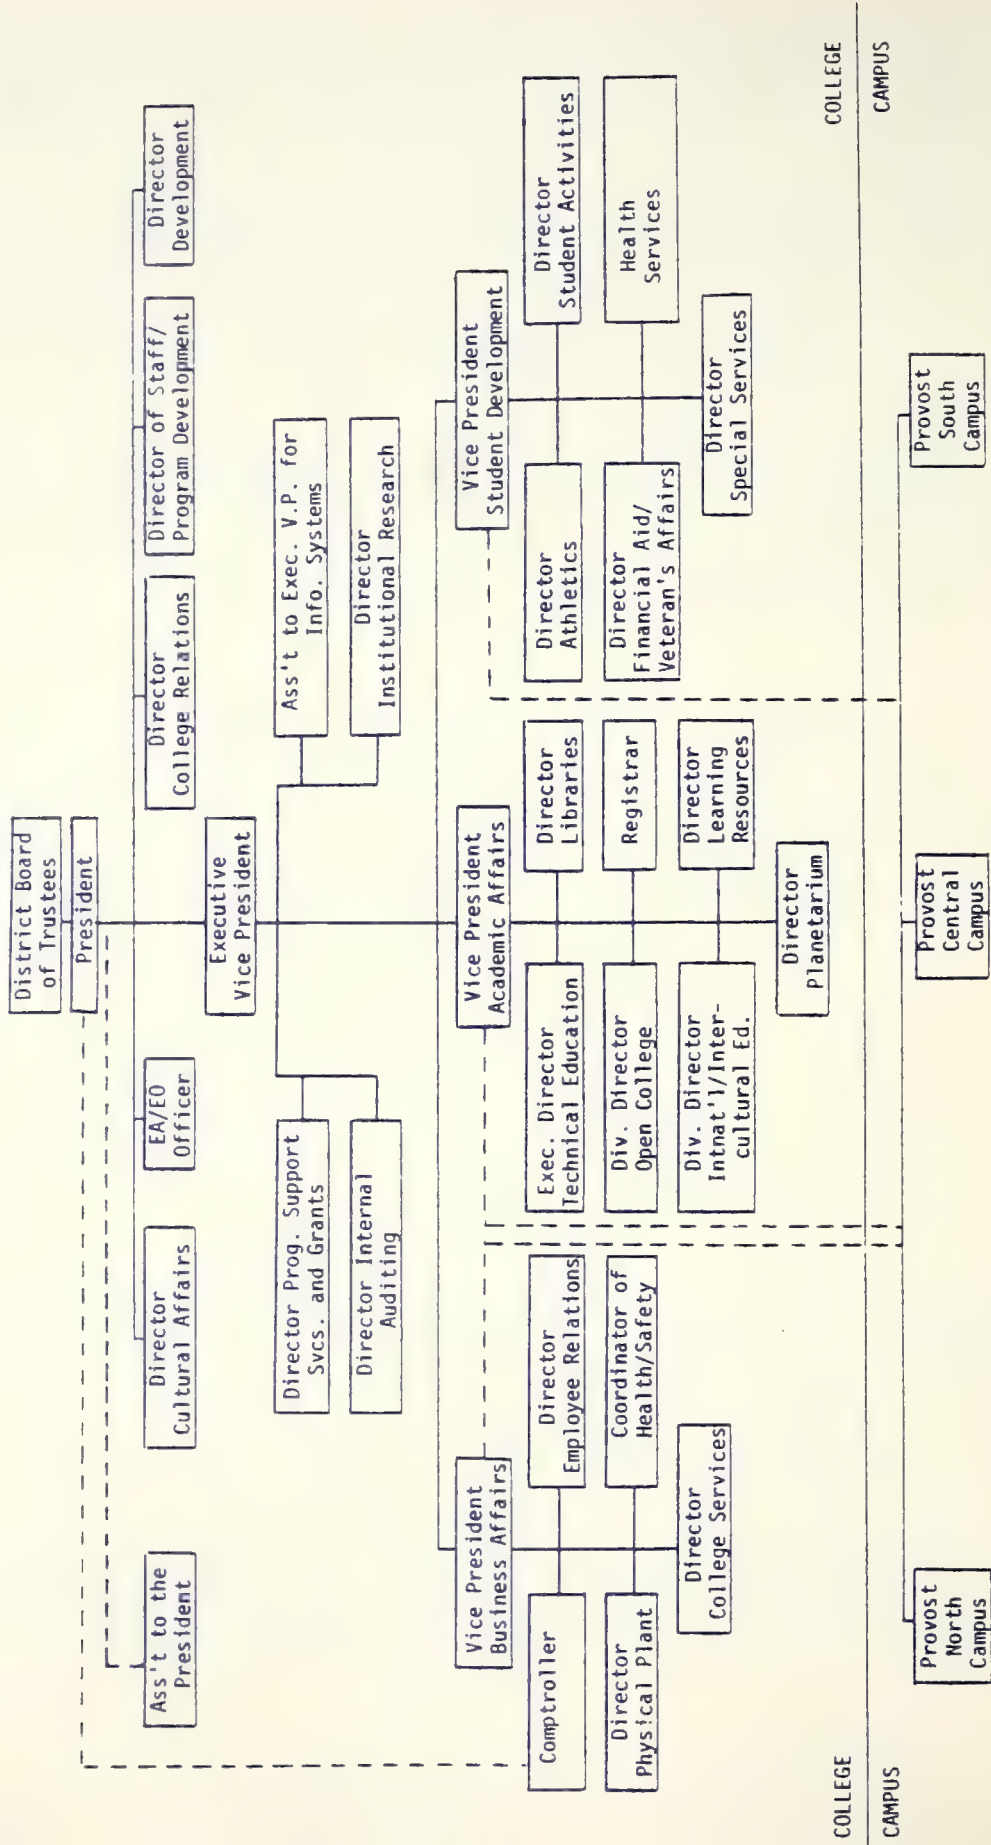 District Board
of Trustees
President
Ass't to the
President
Director
Cultural Affairs
EA/EO
Officer
Director
College Relations
Director of Staff/
Program Development
Director
Development
Executive
Vice President
Director Prog. Support
Svcs. and Grants
Ass't to Exec. V.P. for
Info. Systems
Director Internal
Auditing
Director
Institutional Research
Vice President
Business Affairs
Vice President
Academic Affairs
Vice President
Student Development
Comptroller
Director
Employee Relations
Director
Physical Plant
Coordinator of
Health/Safety
Director
College Services
Exec. Director
Technical Education
Director
Libraries
Div. Director
Open College
Registrar
Div. Director
Intnat'l/Inter-
cultural Ed.
Director
Learning
Resources
Director
Planetarium
Director
Athletics
Director
Student Activities
Director
Financial Aid/
Veteran's Affairs
Health
Services
Director
Special Services
COLLEGE
COLLEGE
CAMPUS
CAMPUS
Provost
North
Campus
Provost
Central
Campus
Provost
South
Campus